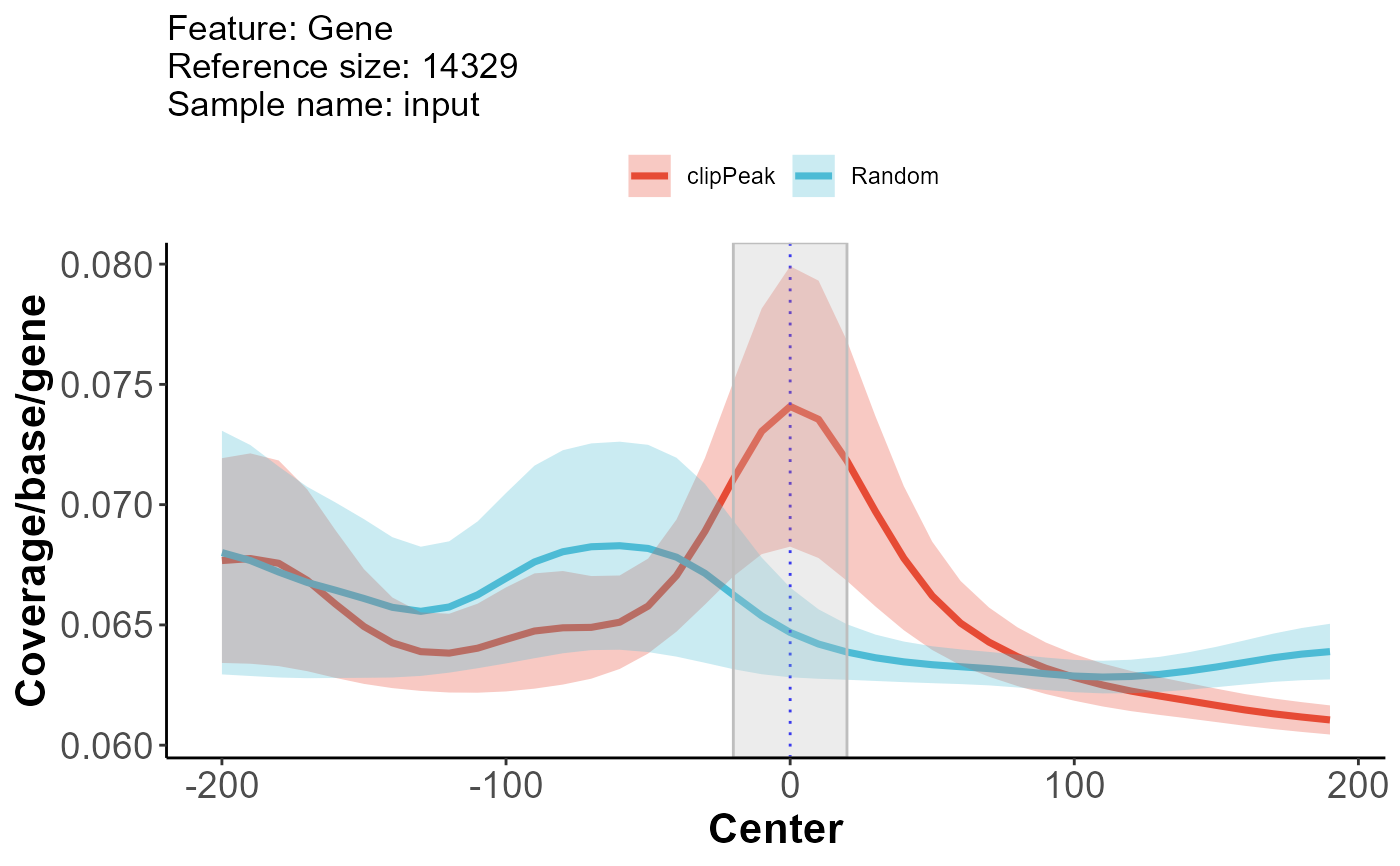 Feature: Gene
Reference size: 14329
Sample name: input
clipPeak Random
Coverage/base/gene
0.080
0.075
0.070
0.065
0.060
-200 -100 0 100 200
Center